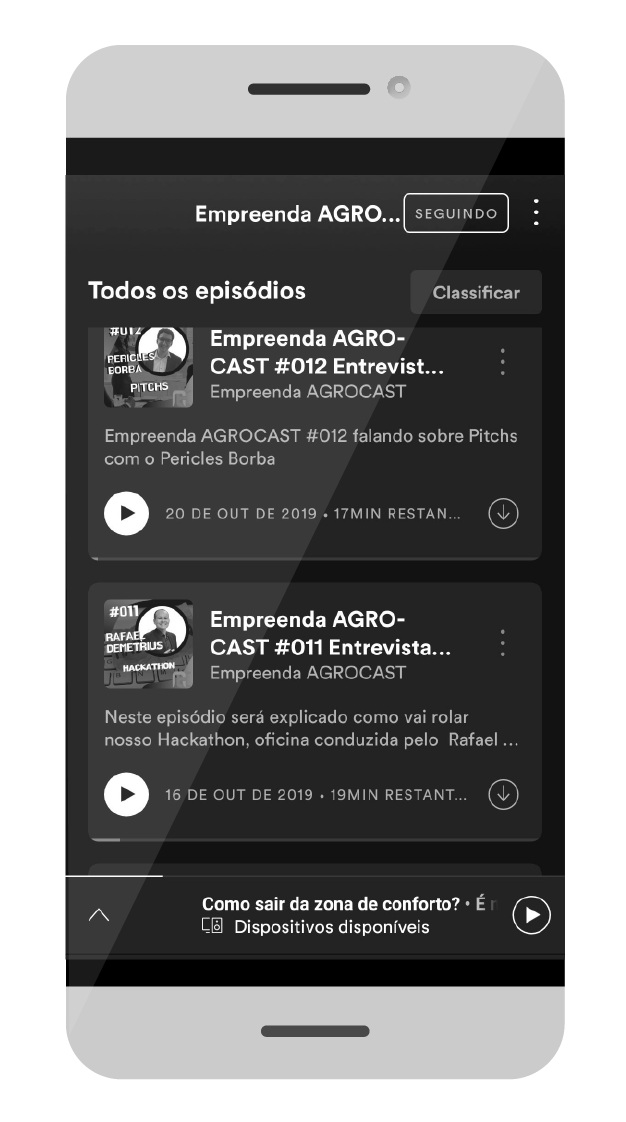 Empreenda AGRO...
SEGUINDO
Todos os episódios
Classificar
#012
PERICLES
BORBA
PITCHS
Empreenda AGRO-
CAST #012 Entrevist...
Empreenda AGROCAST
Empreenda AGROCAST #012 falando sobre Pitchs
com o Pericles Borba
20 DE OUT DE 2019 • 17MIN RESTAN...
#011
RAFAEL
DEMETRIUS
HACKATHON
Empreenda AGRO-
CAST #011 Entrevista...
Empreenda AGROCAST
Neste episódio será explicado como vai rolar
nosso Hackathon, oficina conduzida pelo Rafael ...
16 DE OUT DE 2019 • 19MIN RESTANT...
Como sair da zona de conforto? • É
Dispositivos disponíveis